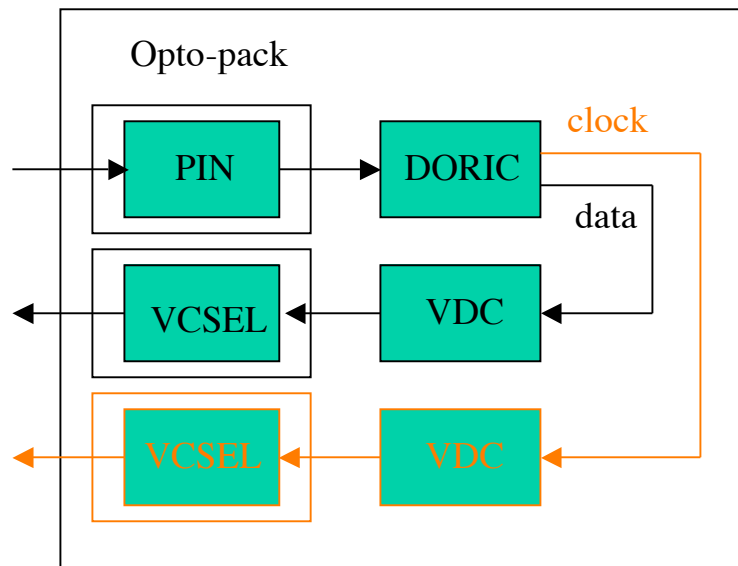 Opto-pack
clock
PIN
DORIC
data
VCSEL
VDC
VCSEL
VDC